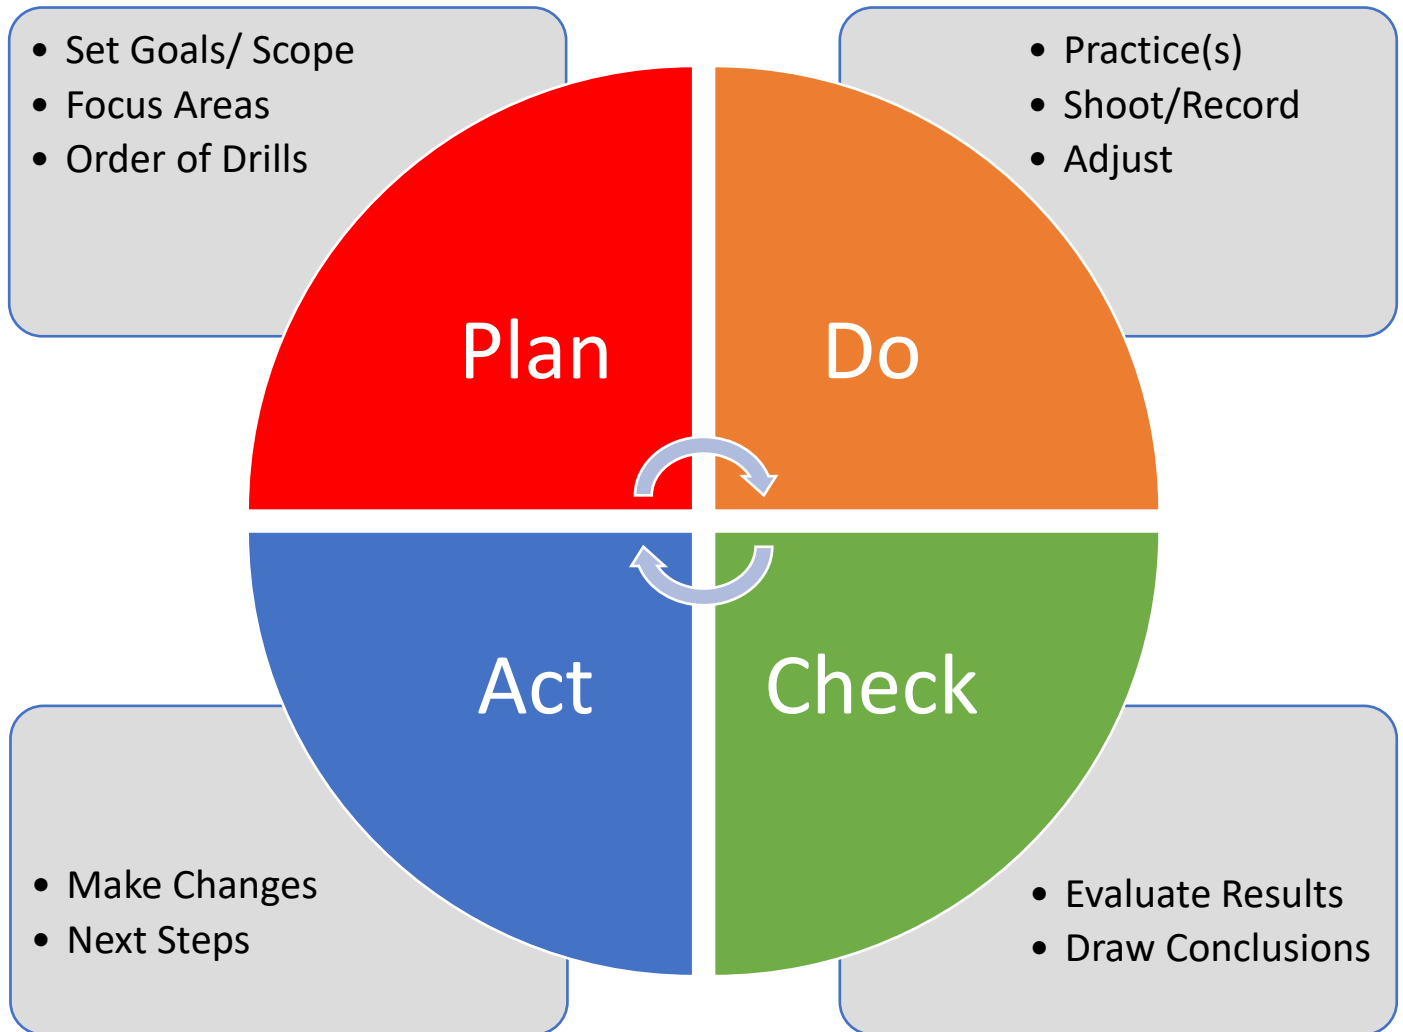 • Set Goals/ Scope
• Focus Areas
• Order of Drills
• Practice(s)
• Shoot/Record
• Adjust
Plan
Do
Act
Check
• Make Changes
• Next Steps
• Evaluate Results
• Draw Conclusions